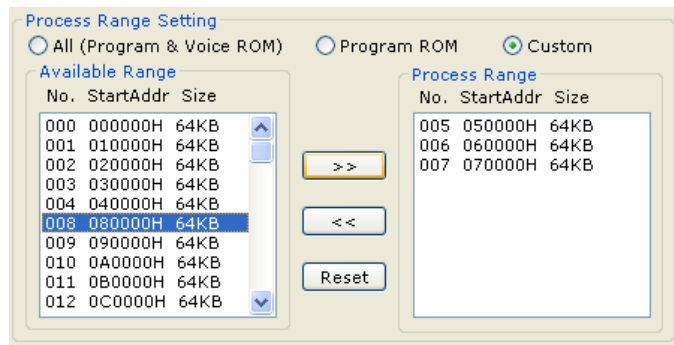 Process Range Setting
All (Program & Voice ROM) Program ROM Custom
Available Range
No. StartAddr Size
000 000000H 64KB
001 010000H 64KB
002 020000H 64KB
003 030000H 64KB
004 040000H 64KB
008 080000H 64KB
009 090000H 64KB
010 0A0000H 64KB
011 0B0000H 64KB
012 0C0000H 64KB
>>
<<
Reset
Process Range
No. StartAddr Size
005 050000H 64KB
006 060000H 64KB
007 070000H 64KB